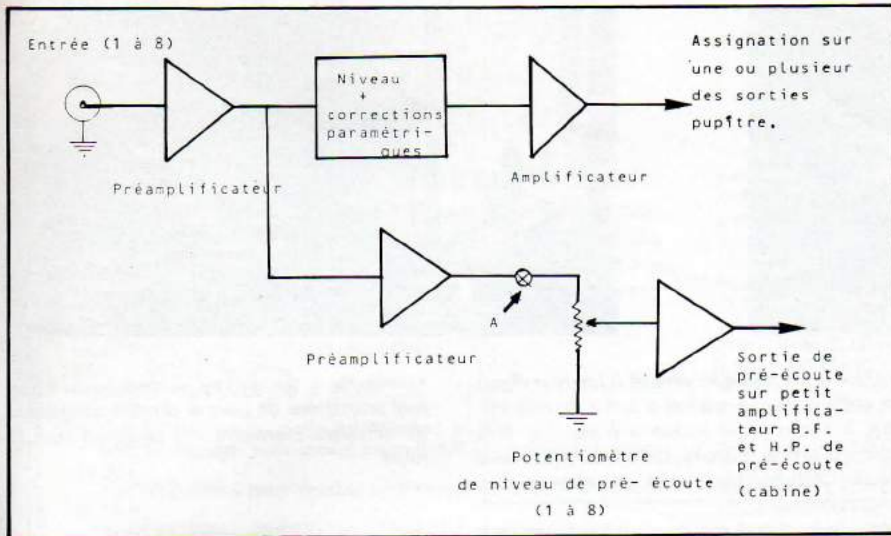 Entrée (1 à 8)
Préamplificateur
Niveau
+
corrections
paramétri-
ques
Amplificateur
Assignation sur
une ou plusieur
des sorties
pupitre.
Préamplificateur
A
Potentiomètre
de niveau de pré- écoute
(1 à 8)
Sortie de
pré-écoute
sur petit
amplifica-
teur B.F.
et H.P. de
pré-écoute
(cabine)